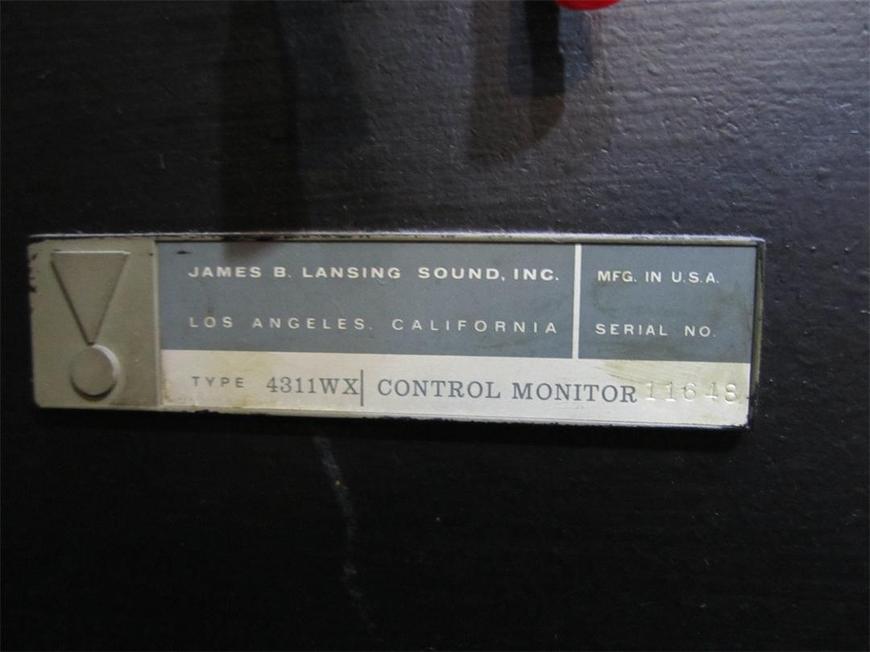 JAMES B. LANSING SOUND, INC.
LOS ANGELES. CALIFORNIA
MFG. IN U.S.A.
SERIAL NO.
TYPE 4311WX CONTROL MONITOR 11648